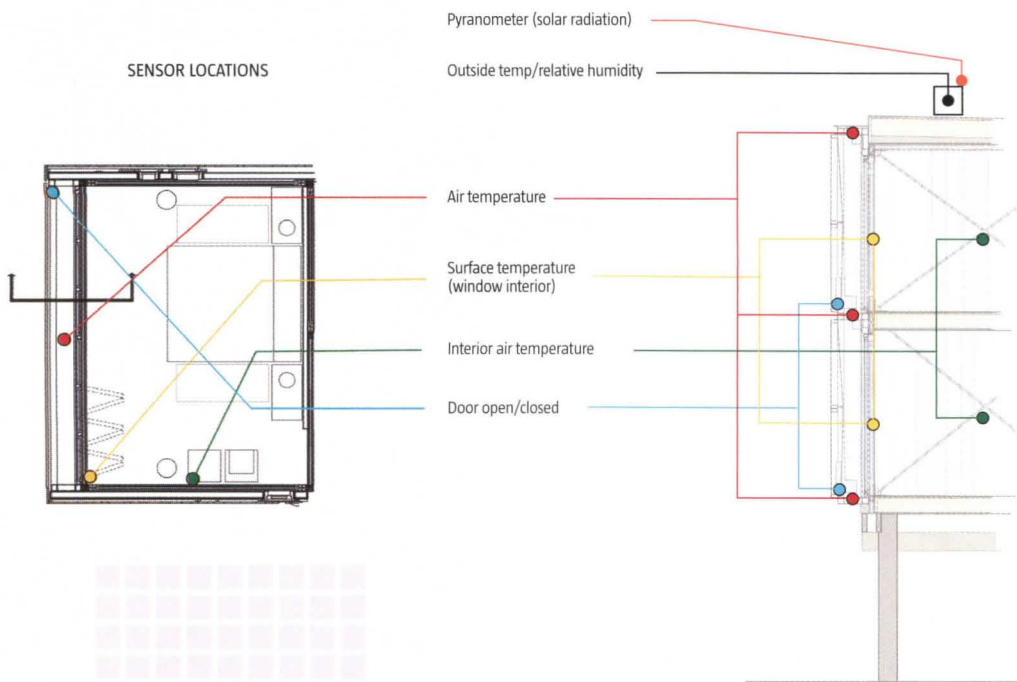 Pyranometer (solar radiation)
SENSOR LOCATIONS
Outside temp/relative humidity
Air temperature
Surface temperature
(window interior)
Interior air temperature
Door open/closed